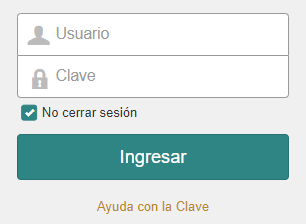 Usuario
Clave
No cerrar sesión
Ingresar
Ayuda con la Clave